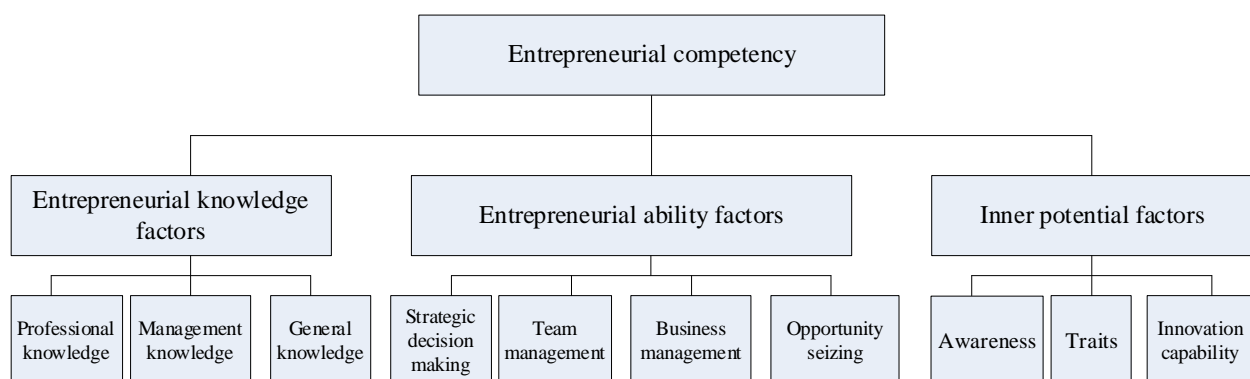 Entrepreneurial competency
Entrepreneurial knowledge
factors
Entrepreneurial ability factors
Inner potential factors
Professional
knowledge
Management
knowledge
General
knowledge
Strategic
decision
making
Team
management
Business
management
Opportunity
seizing
Awareness
Traits
Innovation
capability